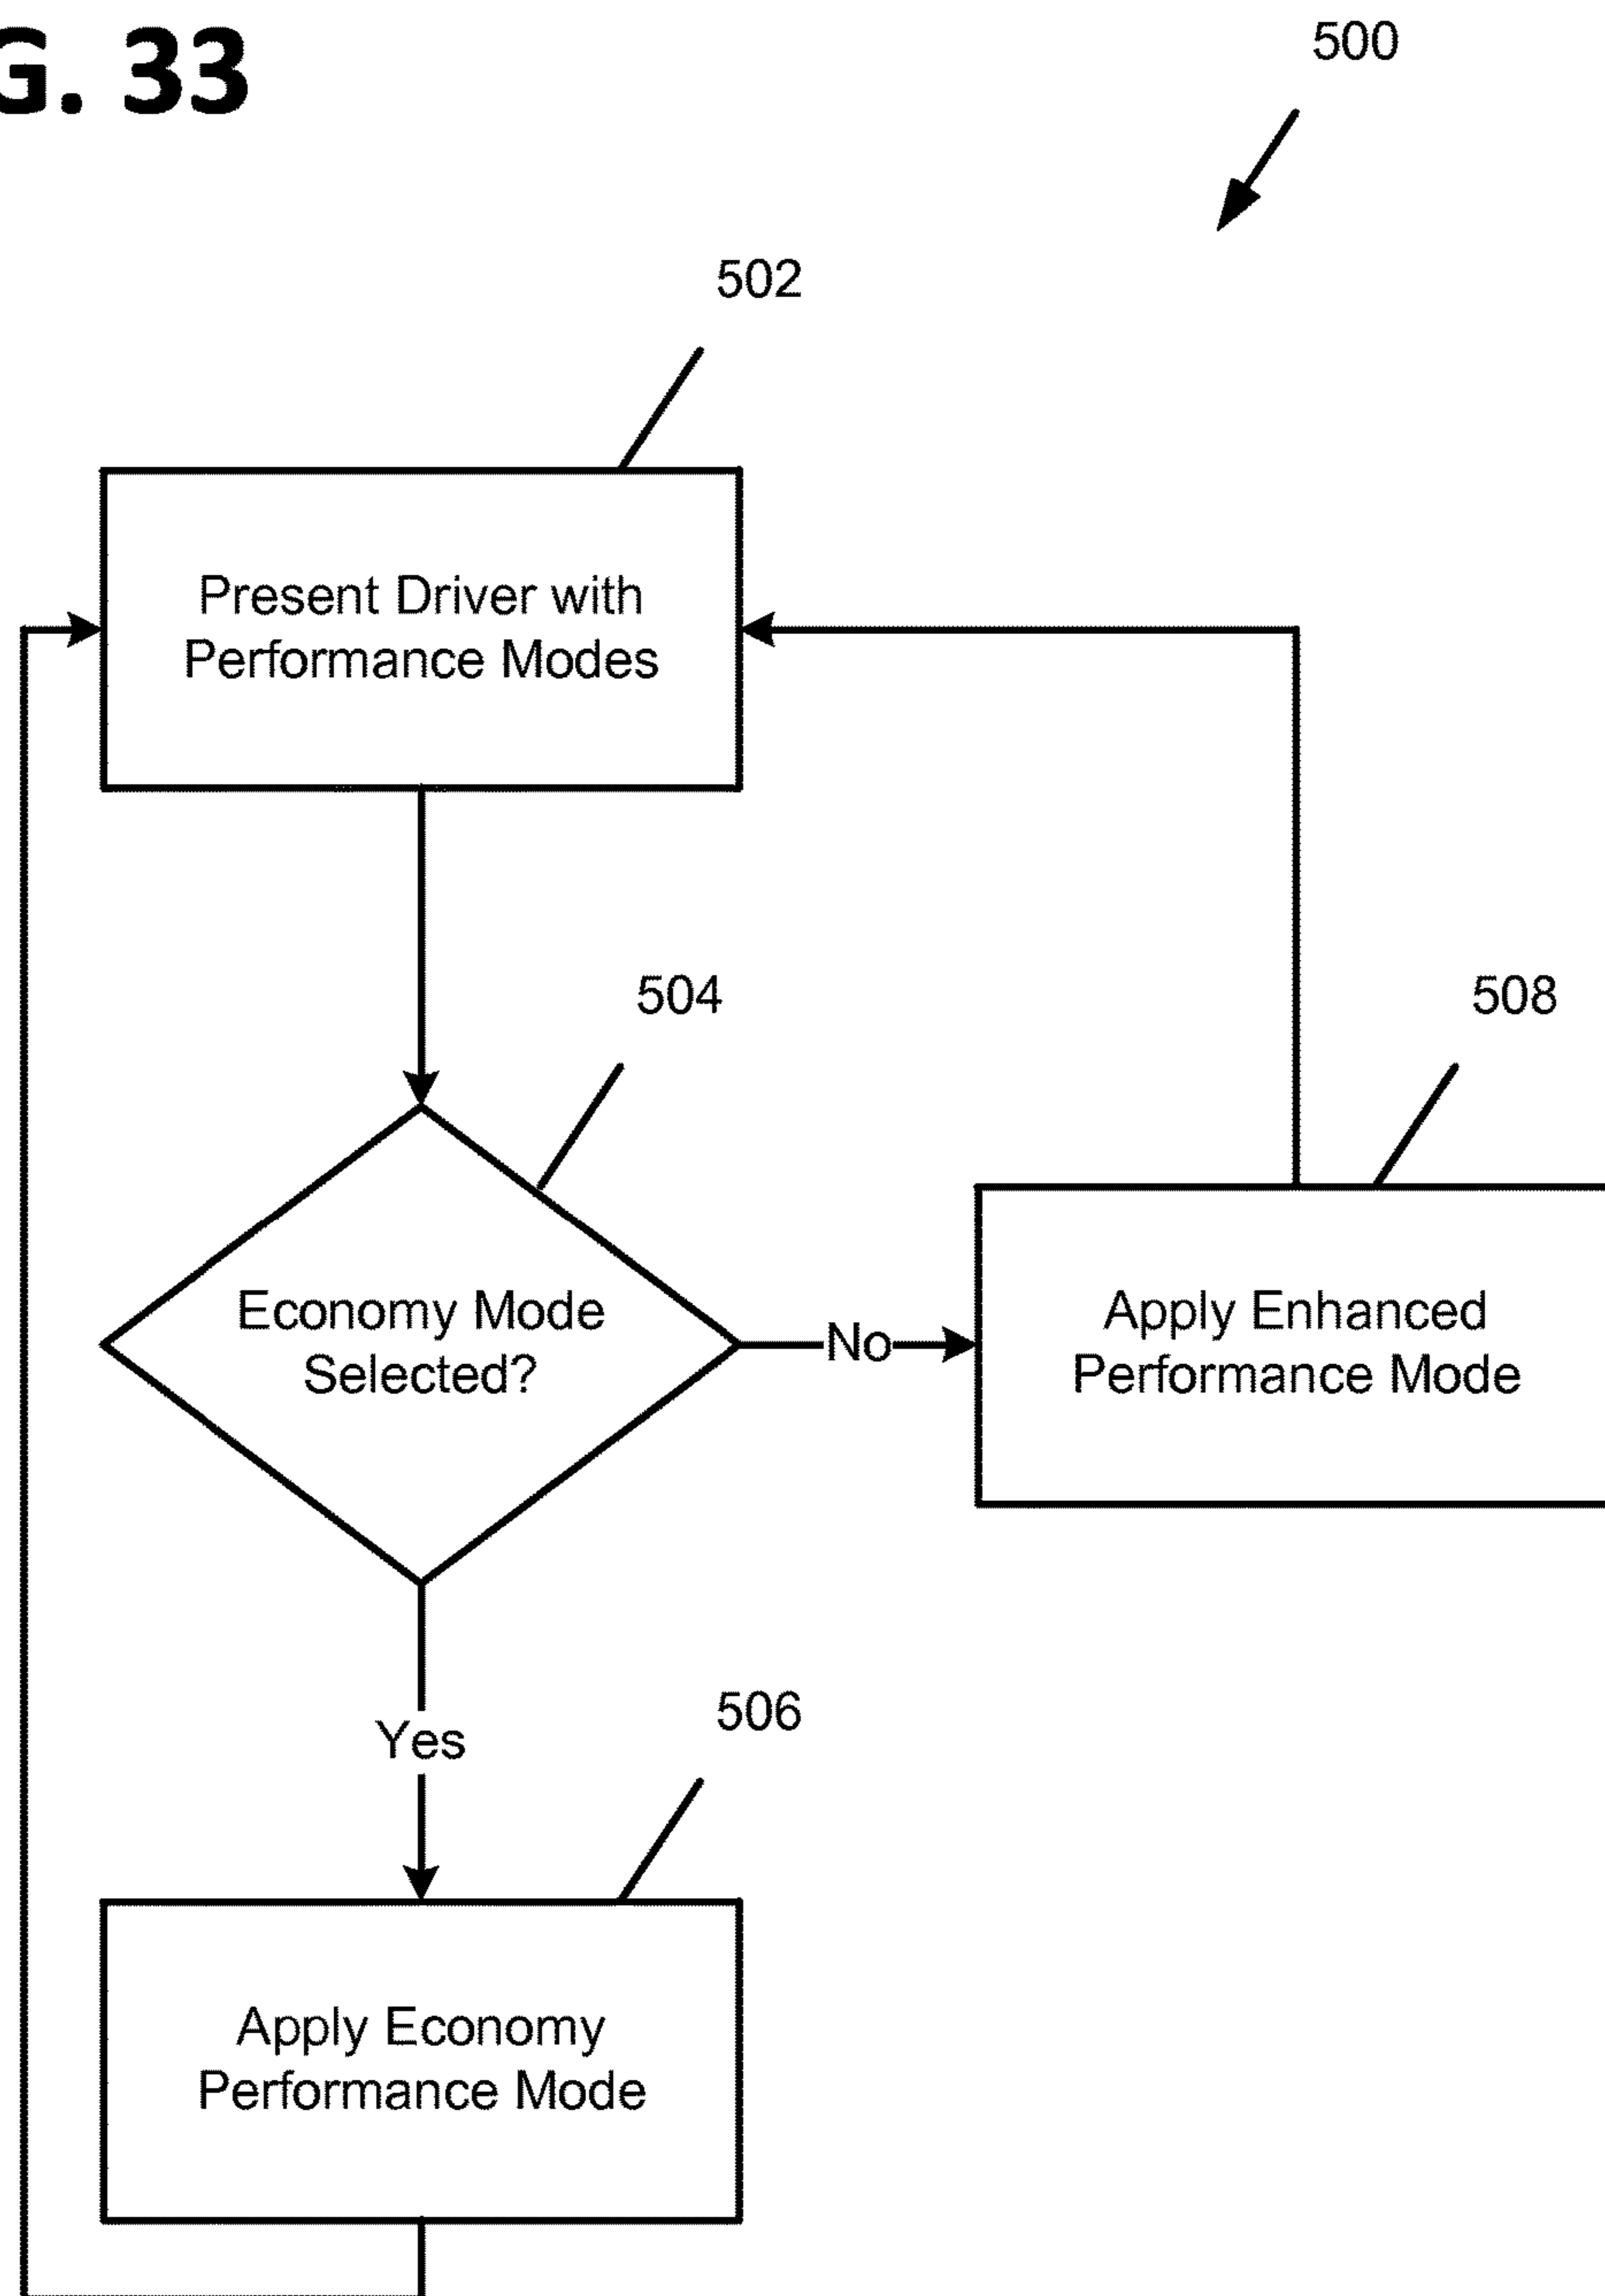 G. 33
500
502
Present Driver with
Performance Modes
504
508
Economy Mode
Selected?
No
Apply Enhanced
Performance Mode
Yes
506
Apply Economy
Performance Mode